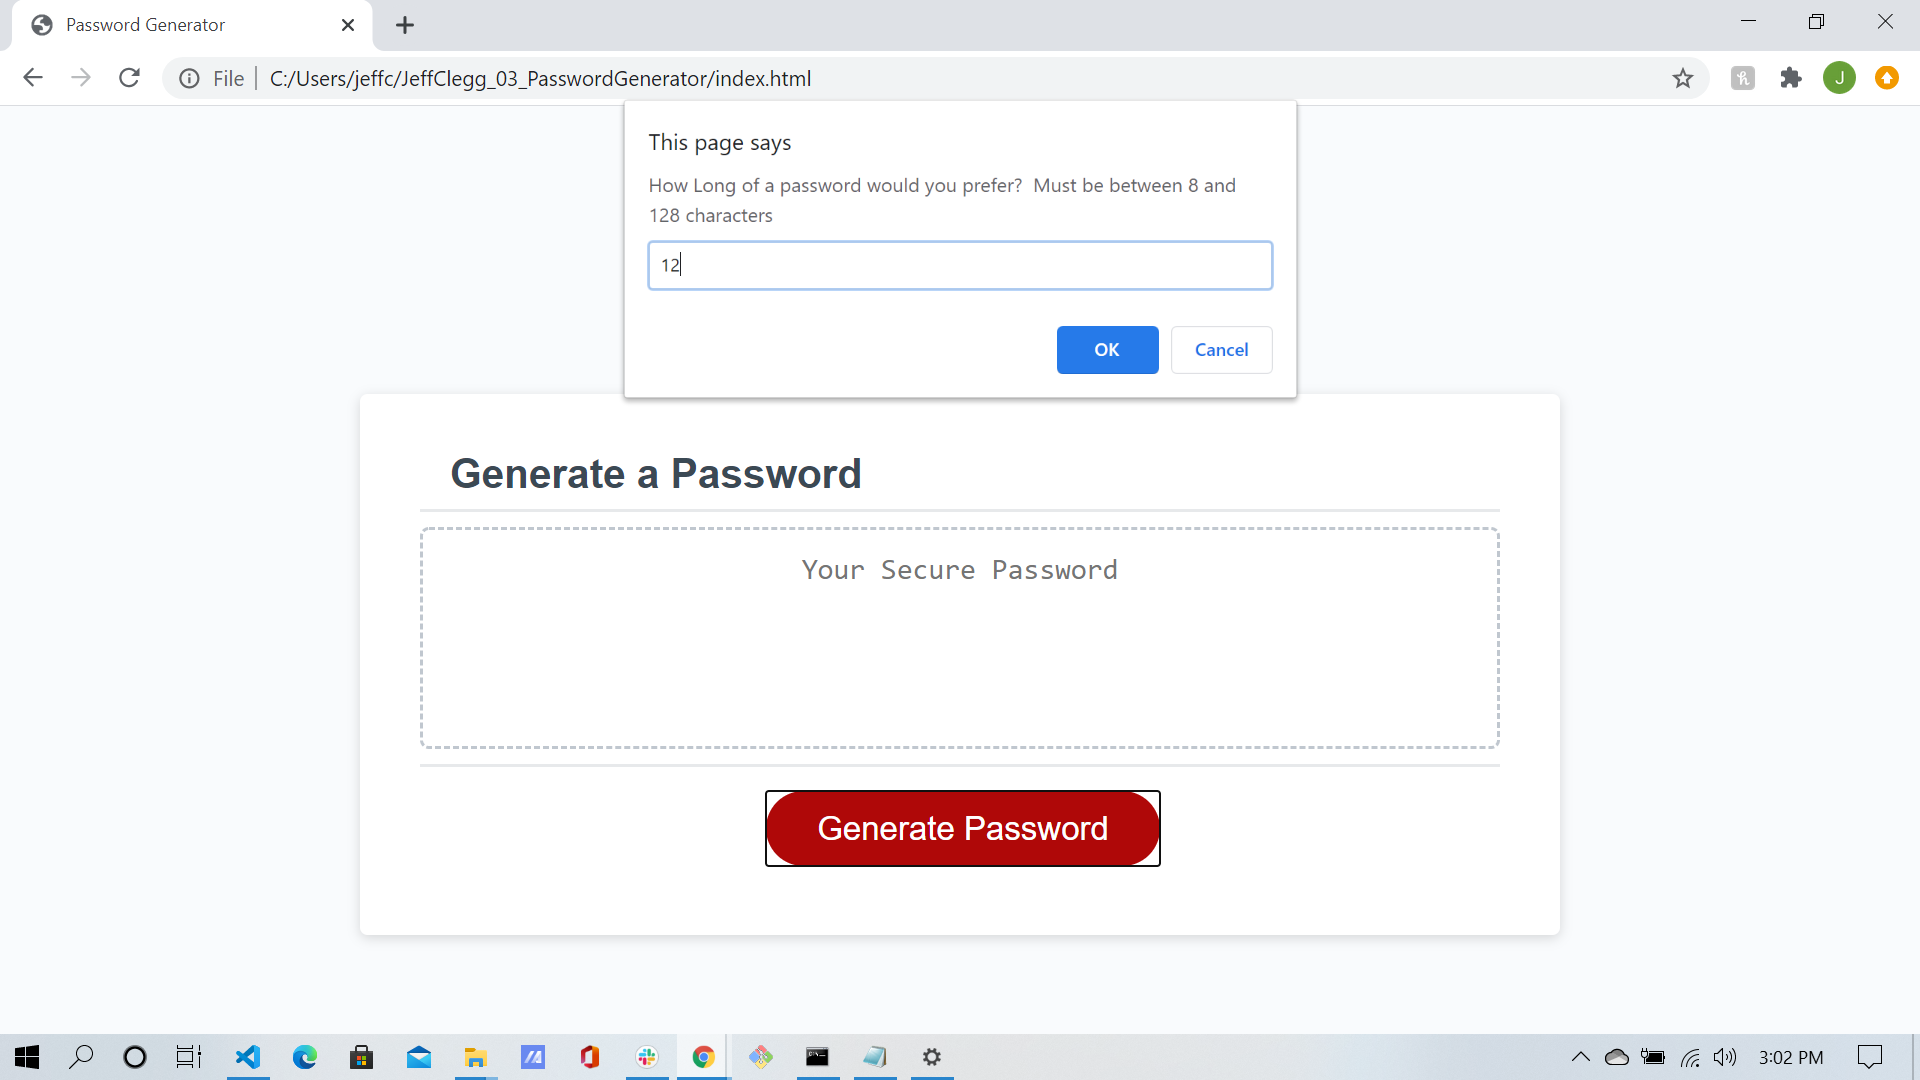 Password Generator
File
C:/Users/jeffc/JeffClegg_03_PasswordGenerator/index.html
J
This page says
How Long of a password would you prefer?  Must be between 8 and
128 characters
12
OK
Cancel
Generate a Password
Your Secure Password
Generate Password
3:02 PM